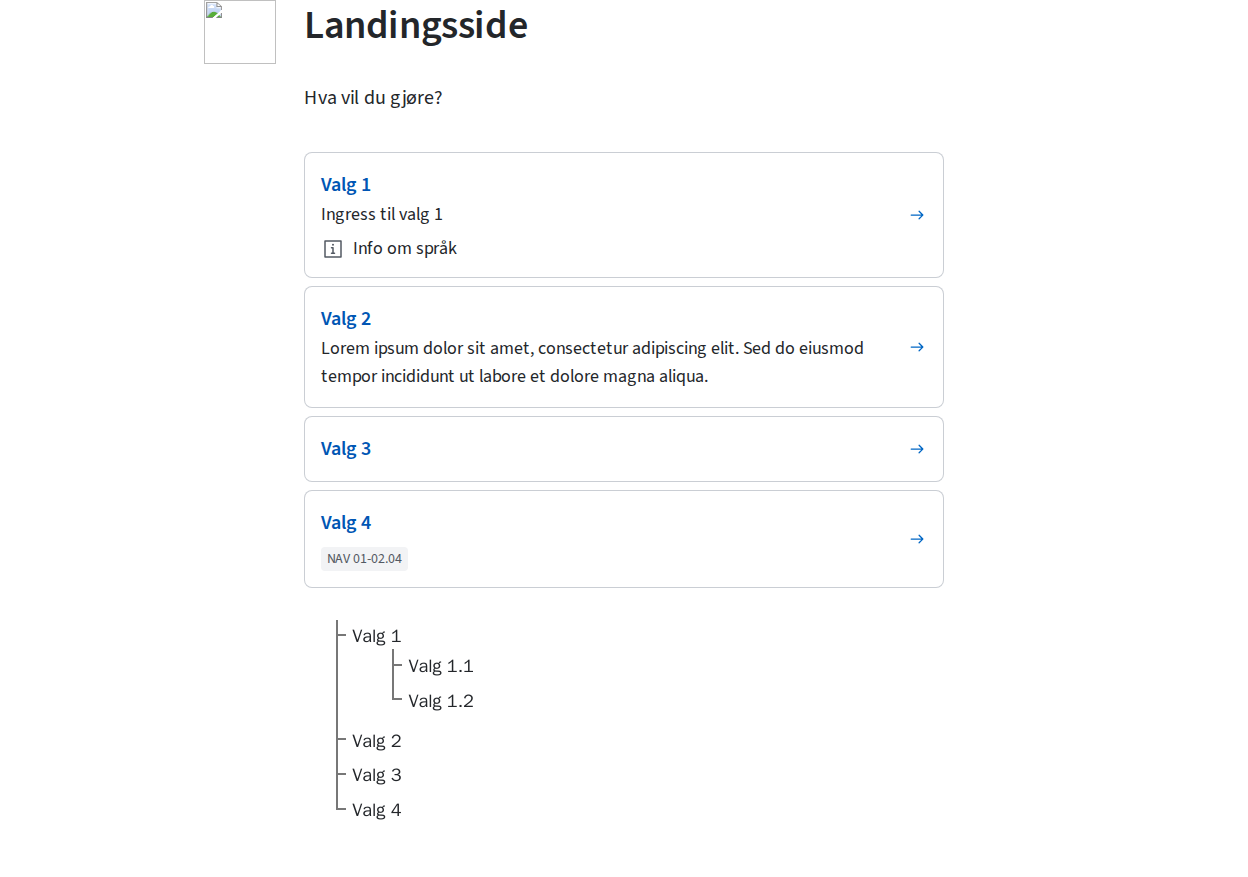 Landingsside
Hva vil du gjøre?
Valg 1
Ingress til valg 1
Info om språk
Valg 2
Lorem ipsum dolor sit amet, consectetur adipiscing elit. Sed do eiusmod
tempor incididunt ut labore et dolore magna aliqua.
Valg 3
Valg 4
NAV 01-02.04
Valg 1
Valg 1.1
Valg 1.2
Valg 2
Valg 3
Valg 4